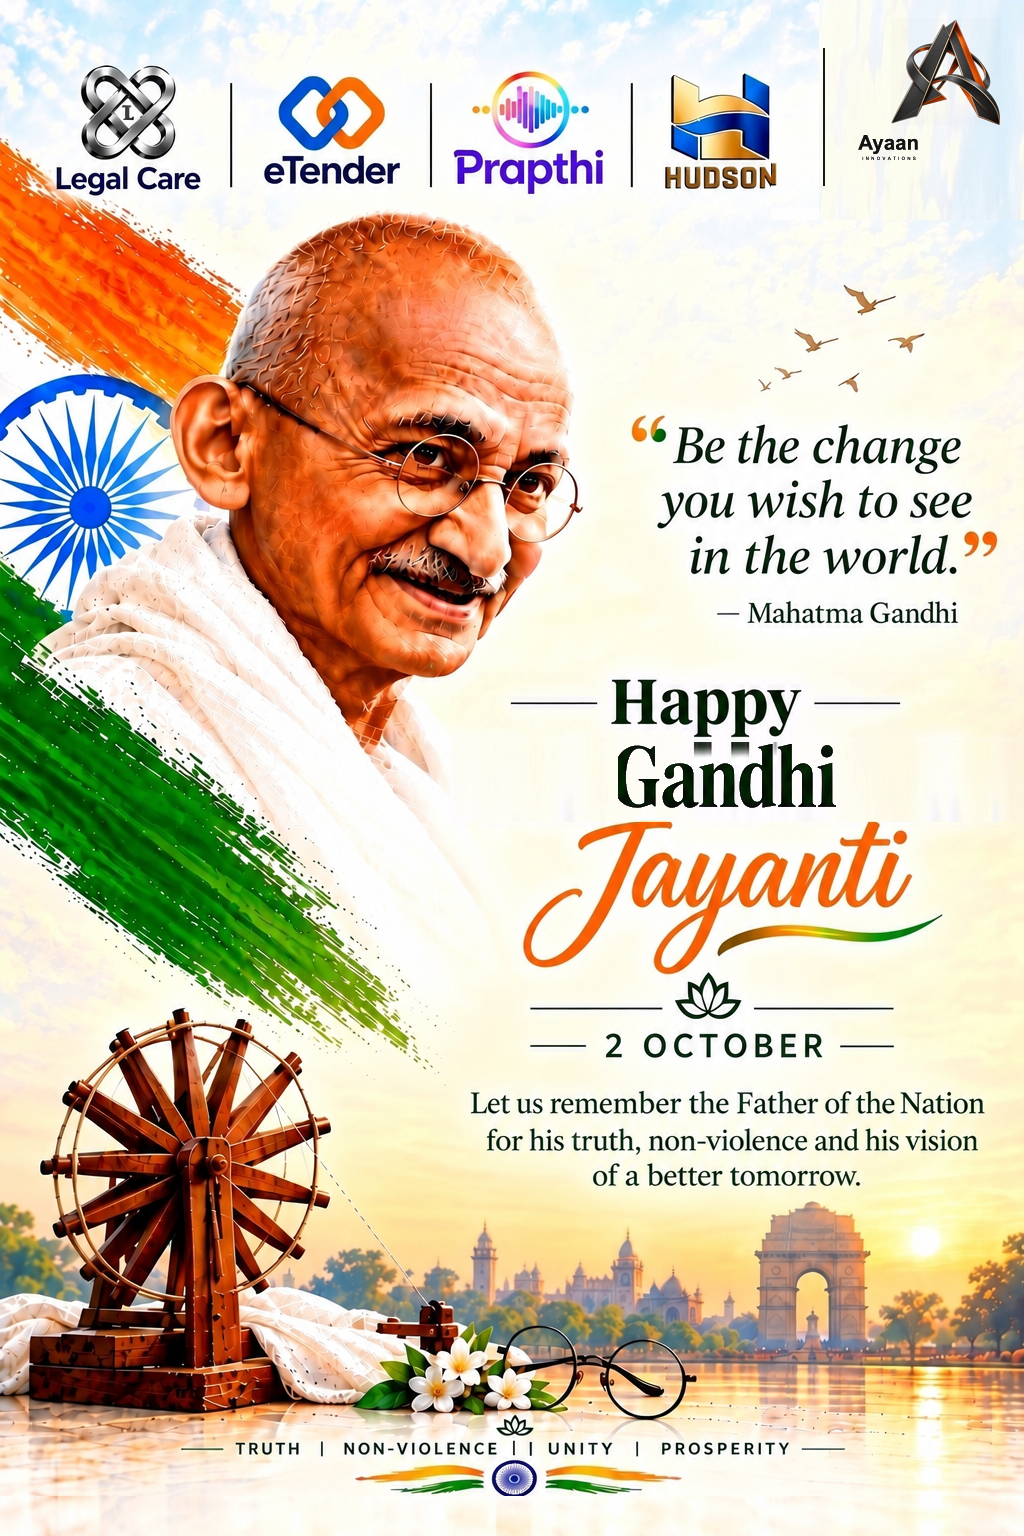 L
Legal Care
eTender
Prapthi
HUDSON
Ayaan
INNOVATIONS
“Be the change
you wish to see
in the world.”
— Mahatma Gandhi
Happy
Gandhi
Jayanti
2 OCTOBER
Let us remember the Father of the Nation
for his truth, non-violence and his vision
of a better tomorrow.
TRUTH | NON-VIOLENCE | | UNITY | PROSPERITY